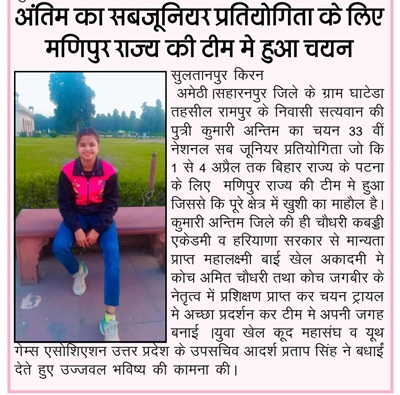 अंतिम का सबजूनियर प्रतियोगिता के लिए
मणिपुर राज्य की टीम मे हुआ चयन
सुलतानपुर किरन
अमेठी।सहारनपुर जिले के ग्राम घाटेडा
तहसील रामपुर के निवासी सत्यवान की
पुत्री कुमारी अन्तिम का चयन 33 वीं
नेशनल सब जूनियर प्रतियोगिता जो कि
1 से 4 अप्रैल तक बिहार राज्य के पटना
के लिए मणिपुर राज्य की टीम मे हुआ
जिससे कि पूरे क्षेत्र में खुशी का माहौल है।
कुमारी अन्तिम जिले की ही चौधरी कबड्डी
एकेडमी व हरियाणा सरकार से मान्यता
प्राप्त महालक्ष्मी बाई खेल अकादमी मे
कोच अमित चौधरी तथा कोच जगबीर के
नेतृत्व में प्रशिक्षण प्राप्त कर चयन ट्रायल
मे अच्छा प्रदर्शन कर टीम मे अपनी जगह
बनाई ।युवा खेल कूद महासंघ व यूथ
गेम्स एसोशिएशन उत्तर प्रदेश के उपसचिव आदर्श प्रताप सिंह ने बधाईं
देते हुए उज्जवल भविष्य की कामना की।